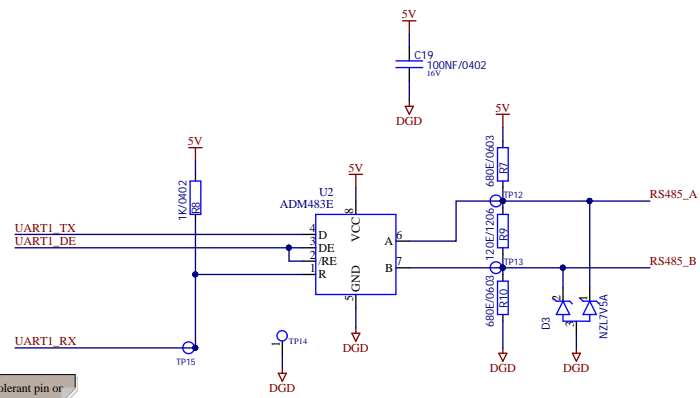 5V
C19
100NF/0402
16V
DGD
5V
680E/0603
R7
TP12
RS485_A
5V
1K/0402
R8
5V
U2
ADM483E
8
VCC
UART1_TX
4
D
UART1_DE
3
DE
A
6
2
/RE
1
R
B
7
GND
5
120E/1206
R9
TP13
RS485_B
680E/0603
R10
2
1
D3
3
NZL7V5A
UART1_RX
TP15
1
TP14
DGD
DGD
DGD
DGD
olerant pin or